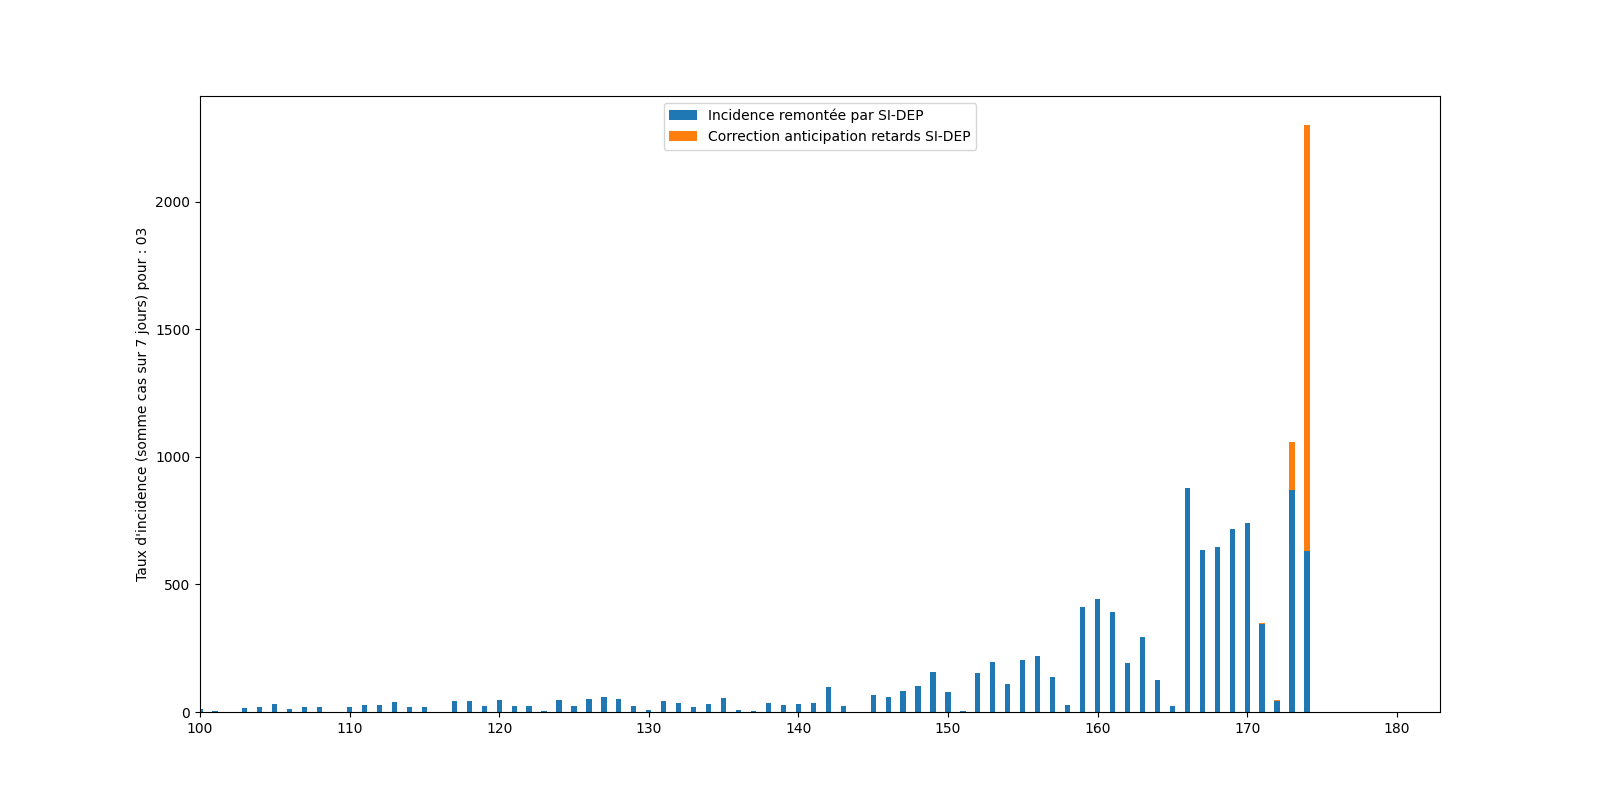 Incidence remontée par SI-DEP
Correction anticipation retards SI-DEP
Taux d'incidence (somme cas sur 7 jours) pour : 03
2000
1500
1000
500
0
100 110 120 130 140 150 160 170 180